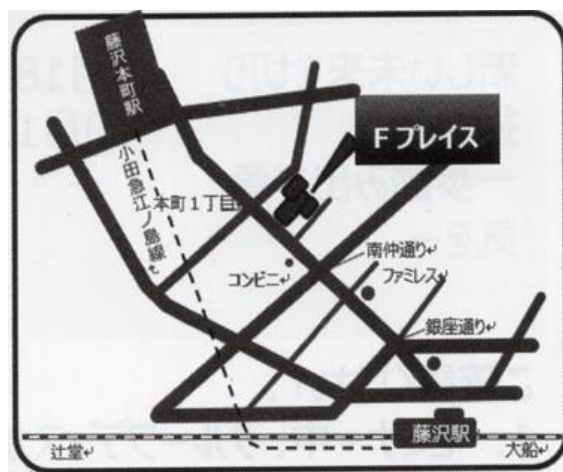 藤沢本町駅
Fプレイス
小田急江ノ島線
本町1丁目
南仲通り
コンビニ
ファミレス
銀座通り
藤沢駅
辻堂
大船